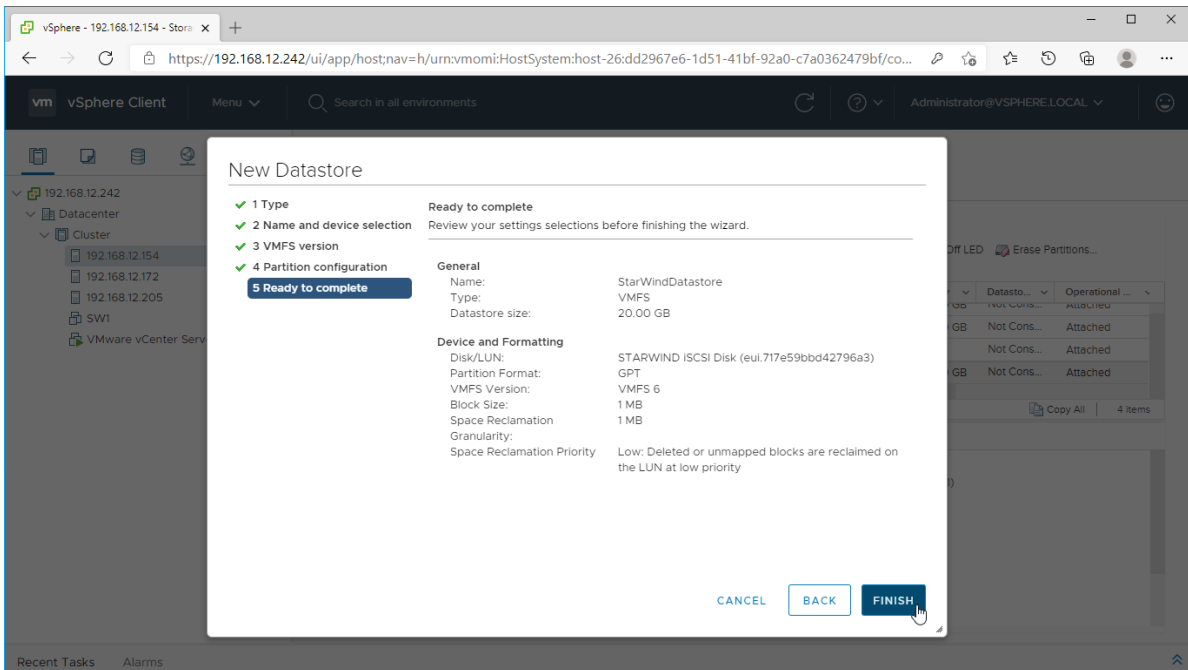 vSphere - 192.168.12.154 - Stora
https://192.168.12.242/ui/app/host;nav=h/urn:vmomi:HostSystem:host-26:dd2967e6-1d51-41bf-92a0-c7a0362479bf/co...
vm vSphere Client Menu Search in all environments Administrator@VSPHERE.LOCAL
192.168.12.242
Datacenter
Cluster
192.168.12.154
192.168.12.172
192.168.12.205
SW1
VMware vCenter Serv
New Datastore
1 Type
2 Name and device selection
3 VMFS version
4 Partition configuration
5 Ready to complete
Ready to complete
Review your settings selections before finishing the wizard.
General
Name: StarWindDatastore
Type: VMFS
Datastore size: 20.00 GB
Device and Formatting
Disk/LUN: STARWIND iSCSI Disk (eui.717e59bbd42796a3)
Partition Format: GPT
VMFS Version: VMFS 6
Block Size: 1 MB
Space Reclamation 1 MB
Granularity:
Space Reclamation Priority Low: Deleted or unmapped blocks are reclaimed on
the LUN at low priority
CANCEL BACK FINISH
Off LED Erase Partitions...
Datasto... Operational ...
GB Not Cons... Attached
GB Not Cons... Attached
Not Cons... Attached
GB Not Cons... Attached
Copy All 4 items
Recent Tasks Alarms